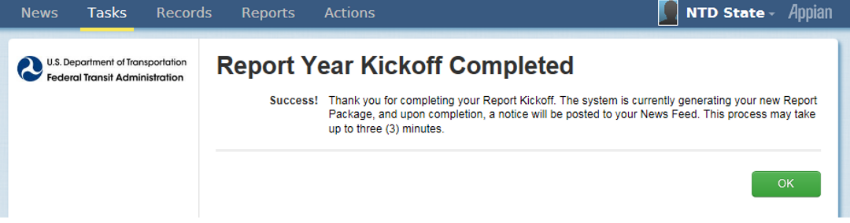 News Tasks Records Reports Actions NTD State Appian
U.S. Department of Transportation
Federal Transit Administration
Report Year Kickoff Completed
Success! Thank you for completing your Report Kickoff. The system is currently generating your new Report
Package, and upon completion, a notice will be posted to your News Feed. This process may take
up to three (3) minutes.
OK